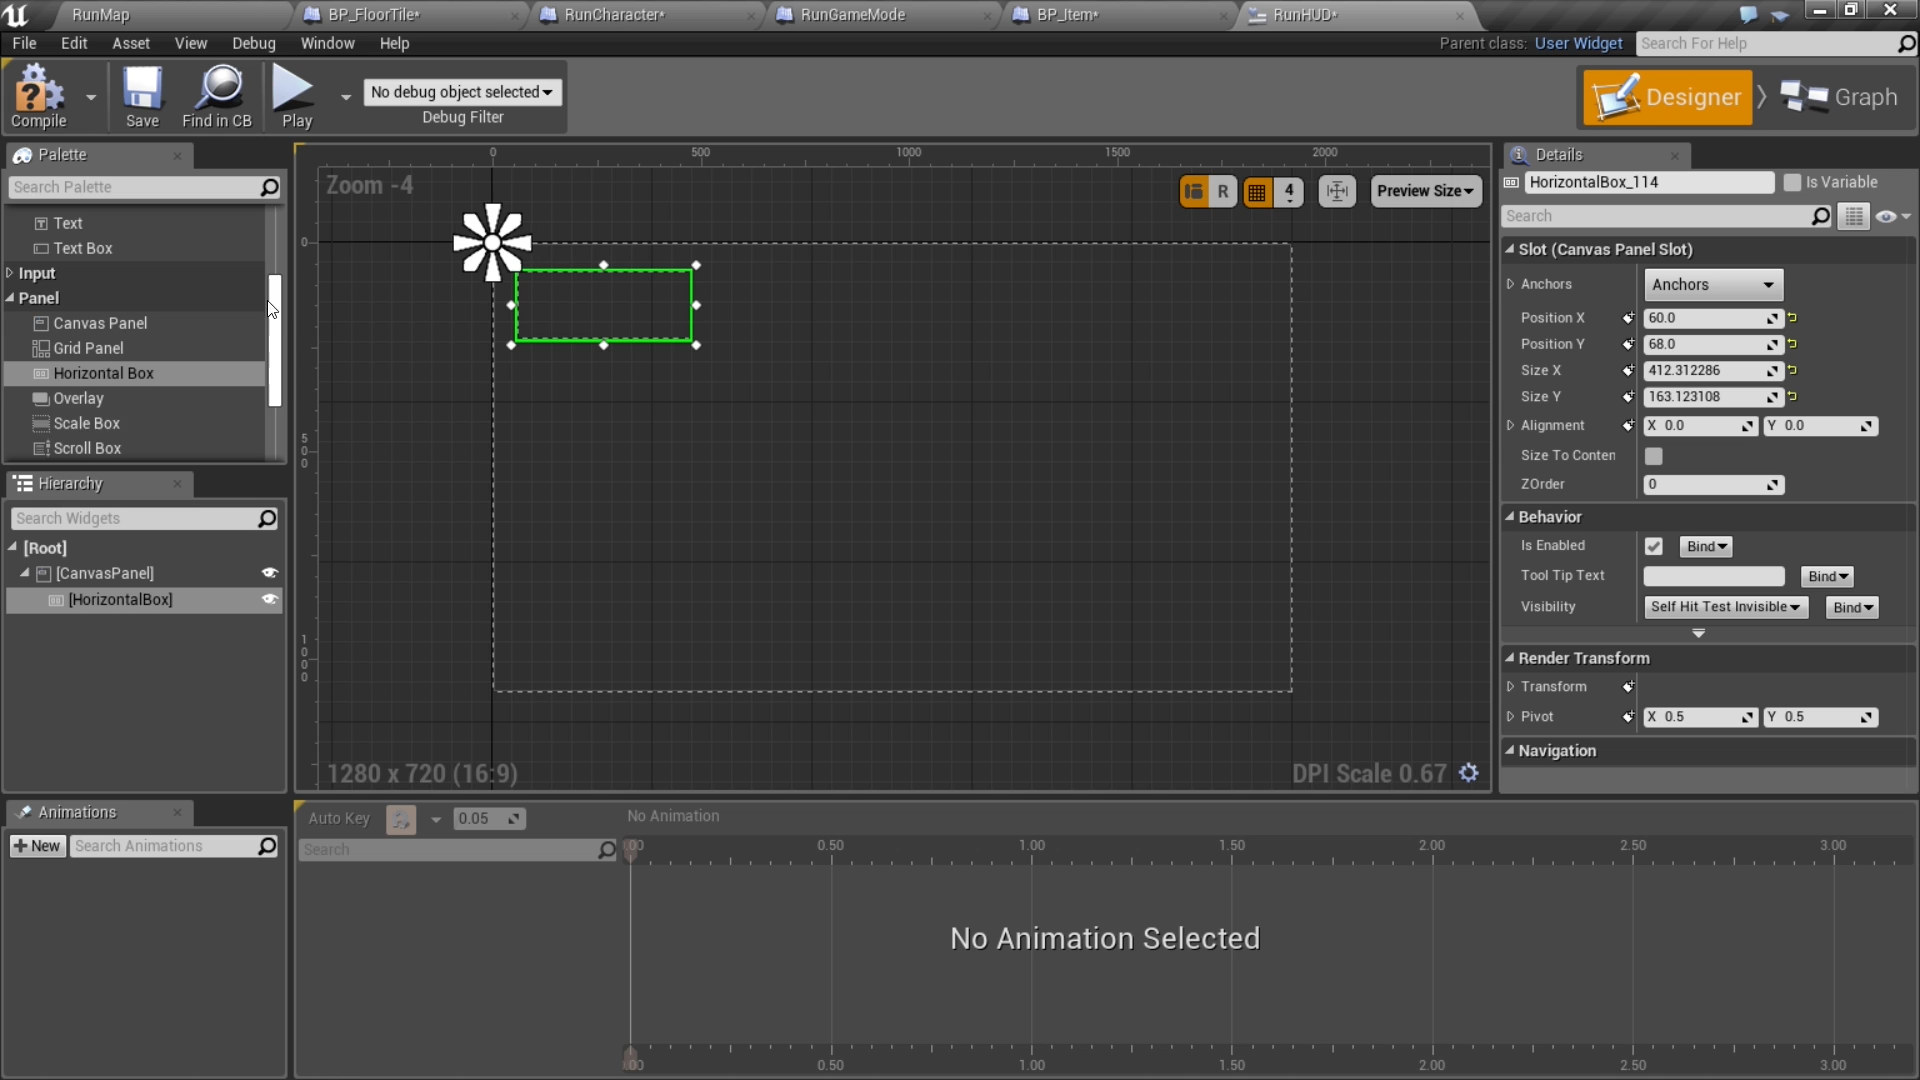 RunMap
BP_FloorTile*
RunCharacter*
RunGameMode
BP_Item*
RunHUD*
File
Edit
Asset
View
Debug
Window
Help
Parent class: User Widget
Search For Help
Compile
Save
Find in CB
Play
No debug object selected
Debug Filter
Designer
Graph
Palette
Search Palette
Text
Text Box
Input
Panel
Canvas Panel
Grid Panel
Horizontal Box
Overlay
Scale Box
Scroll Box
Hierarchy
Search Widgets
[Root]
[CanvasPanel]
[HorizontalBox]
0
500
1000
1500
2000
Zoom -4
R
4
Preview Size
0
500
1000
1280 x 720 (16:9)
DPI Scale 0.67
Details
HorizontalBox_114
Is Variable
Search
Slot (Canvas Panel Slot)
Anchors
Anchors
Position X
60.0
Position Y
68.0
Size X
412.312286
Size Y
163.123108
Alignment
X 0.0
Y 0.0
Size To Conten
ZOrder
0
Behavior
Is Enabled
Bind
Tool Tip Text
Bind
Visibility
Self Hit Test Invisible
Bind
Render Transform
Transform
Pivot
X 0.5
Y 0.5
Navigation
Animations
New
Search Animations
Auto Key
0.05
No Animation
Search
0.50
1.00
1.50
2.00
2.50
3.00
No Animation Selected
0.50
1.00
1.50
2.00
2.50
3.00